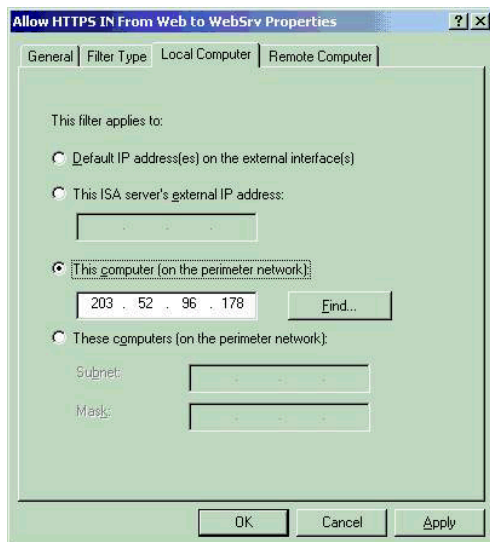 Allow HTTPS IN From Web to WebSrv Properties
General Filter Type Local Computer Remote Computer
This filter applies to:
Default IP address(es) on the external interface(s)
This ISA server's external IP address:
. . .
This computer (on the perimeter network):
203 . 52 . 96 . 178 Find...
These computers (on the perimeter network):
Subnet: . . .
Mask: . . .
OK Cancel Apply